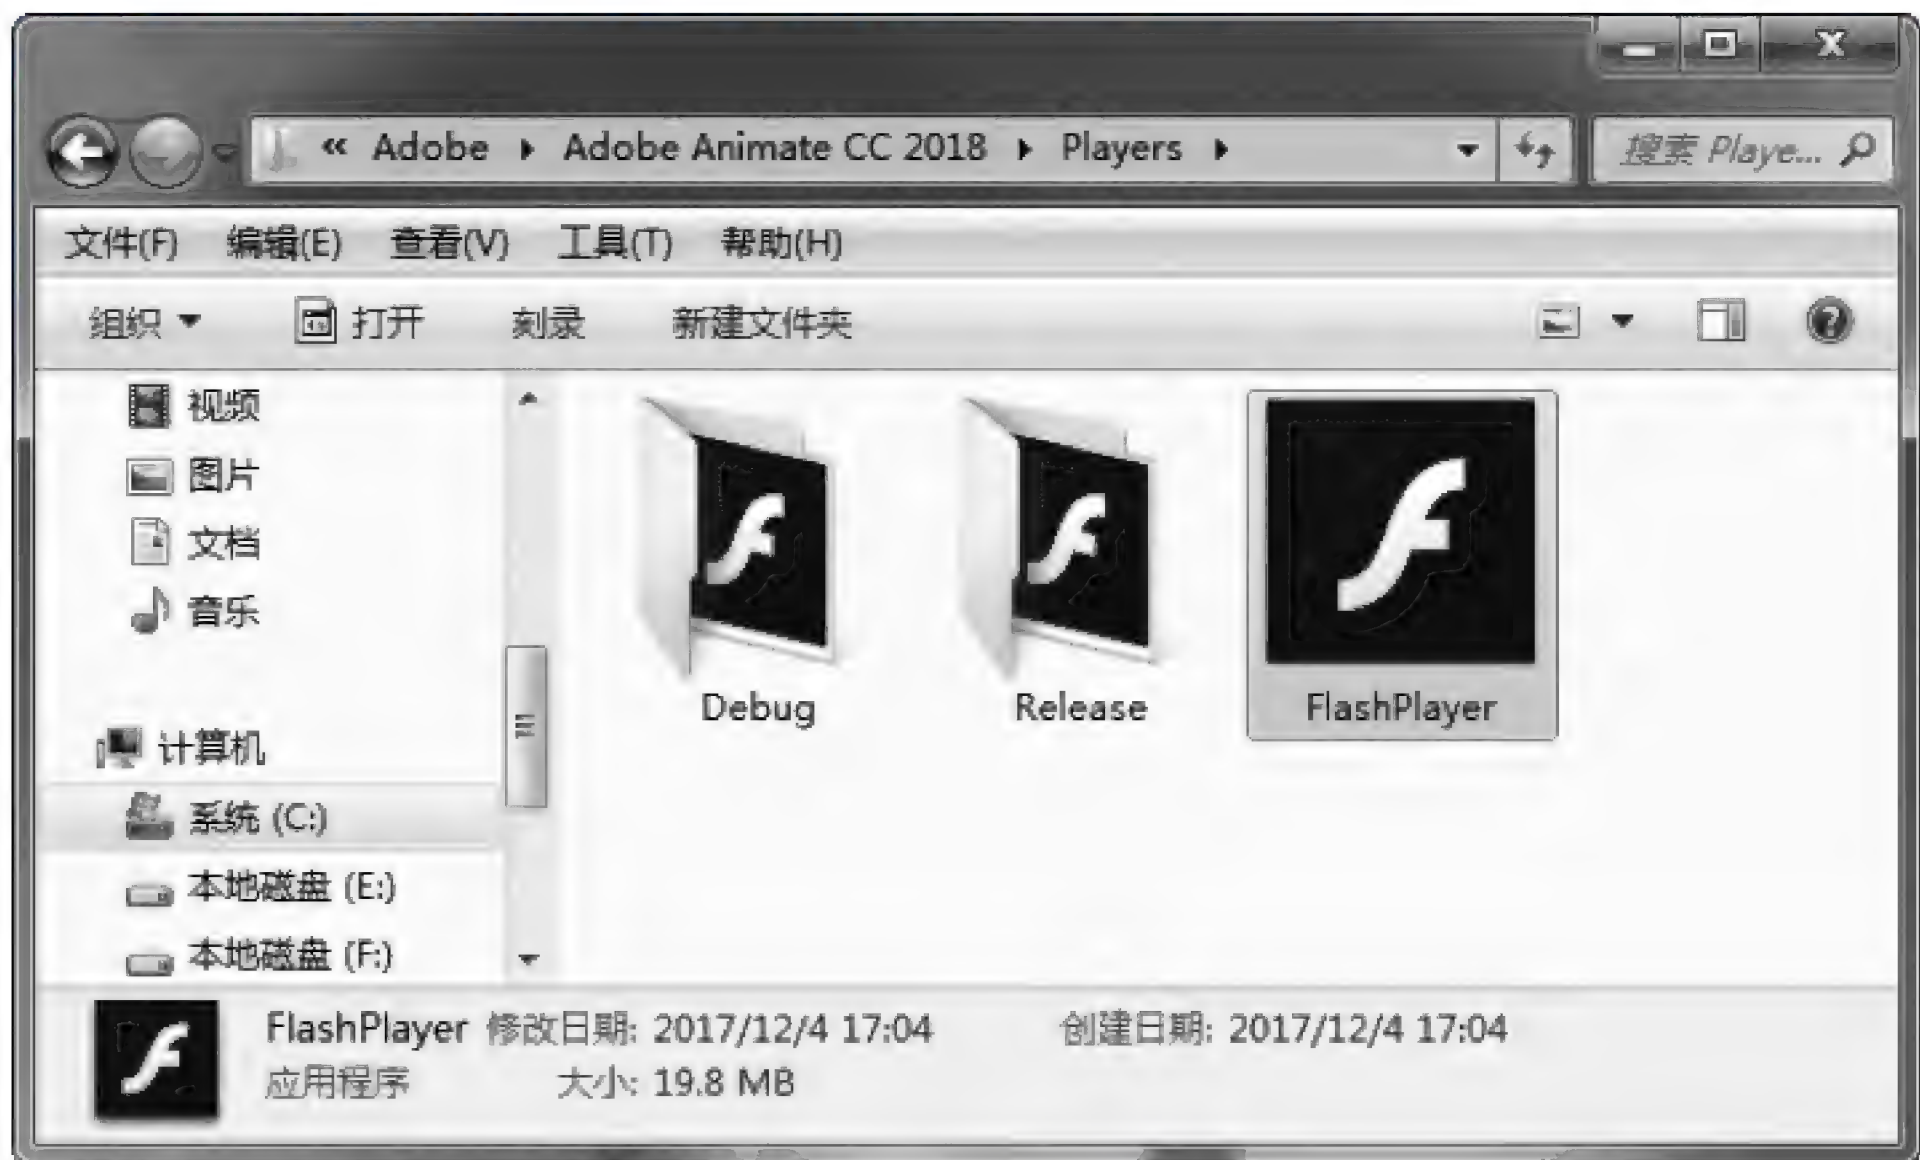 « Adobe ▸ Adobe Animate CC 2018 ▸ Players ▸ 搜索 Playe...
文件(F) 编辑(E) 查看(V) 工具(T) 帮助(H)
组织 打开 刻录 新建文件夹
视频
图片
文档
音乐
计算机
系统 (C:)
本地磁盘 (E:)
本地磁盘 (F:)
Debug Release FlashPlayer
FlashPlayer 修改日期: 2017/12/4 17:04 创建日期: 2017/12/4 17:04
应用程序 大小: 19.8 MB